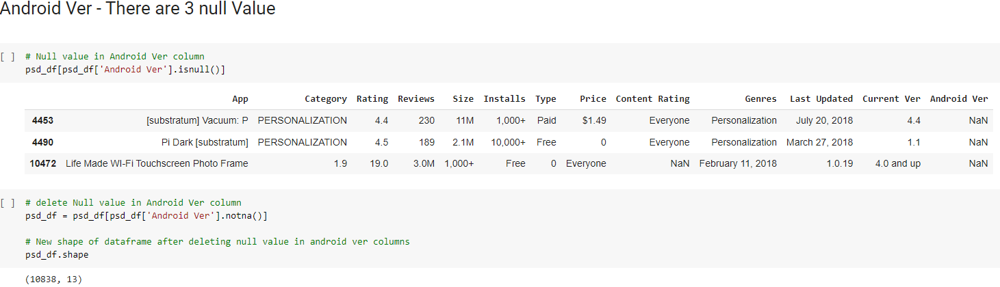 Android Ver - There are 3 null Value
[ ] # Null value in Android Ver column
psd_df[psd_df['Android Ver'].isnull()]
App Category Rating Reviews Size Installs Type Price Content Rating Genres Last Updated Current Ver Android Ver
4453 [substratum] Vacuum: P PERSONALIZATION 4.4 230 11M 1,000+ Paid $1.49 Everyone Personalization July 20, 2018 4.4 NaN
4490 Pi Dark [substratum] PERSONALIZATION 4.5 189 2.1M 10,000+ Free 0 Everyone Personalization March 27, 2018 1.1 NaN
10472 Life Made WI-Fi Touchscreen Photo Frame 1.9 19.0 3.0M 1,000+ Free 0 Everyone NaN February 11, 2018 1.0.19 4.0 and up NaN
[ ] # delete Null value in Android Ver column
psd_df = psd_df[psd_df['Android Ver'].notna()]
# New shape of dataframe after deleting null value in android ver columns
psd_df.shape
(10838, 13)